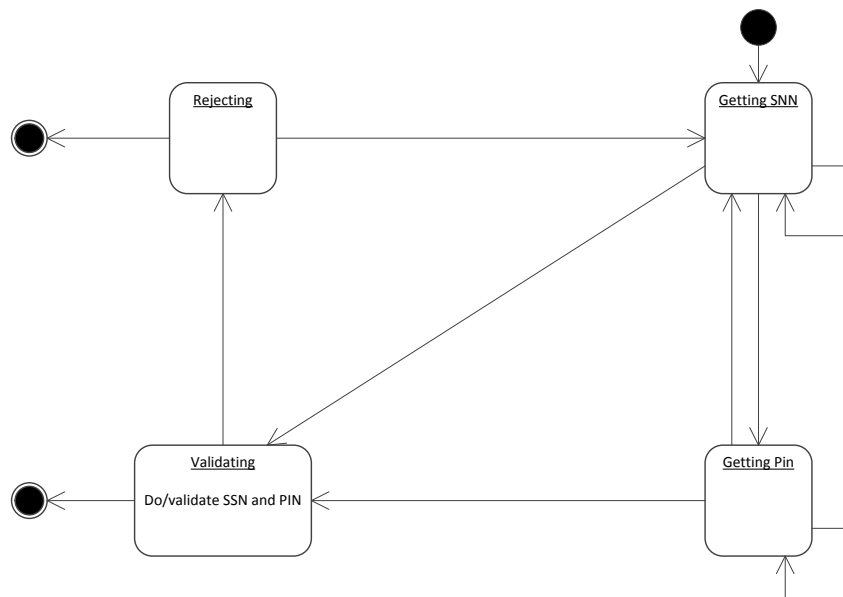 Rejecting
Getting SNN
Validating
Do/validate SSN and PIN
Getting Pin